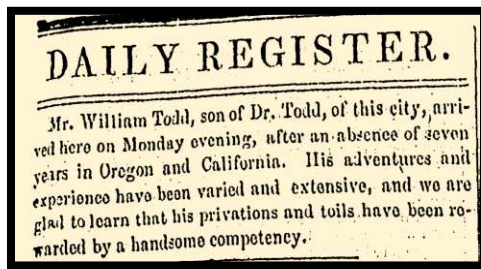 DAILY REGISTER.
Mr. William Todd, son of Dr. Todd, of this city, arri-
ved here on Monday evening, after an absence of seven
years in Oregon and California. His adventures and
experience have been varied and extensive, and we are
glad to learn that his privations and toils have been re-
warded by a handsome competency.